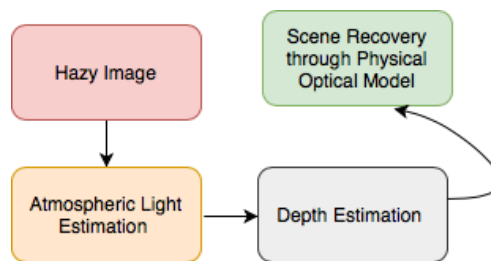 Hazy Image
Scene Recovery
through Physical
Optical Model
Atmospheric Light
Estimation
Depth Estimation